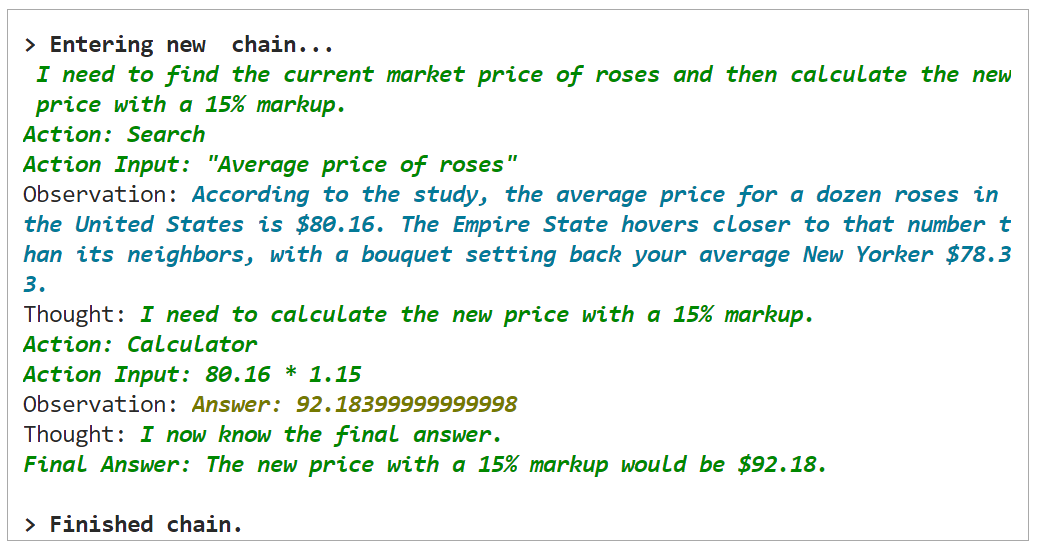 > Entering new  chain...
I need to find the current market price of roses and then calculate the new
price with a 15% markup.
Action: Search
Action Input: "Average price of roses"
Observation: According to the study, the average price for a dozen roses in
the United States is $80.16. The Empire State hovers closer to that number t
han its neighbors, with a bouquet setting back your average New Yorker $78.3
3.
Thought: I need to calculate the new price with a 15% markup.
Action: Calculator
Action Input: 80.16 * 1.15
Observation: Answer: 92.18399999999998
Thought: I now know the final answer.
Final Answer: The new price with a 15% markup would be $92.18.
> Finished chain.